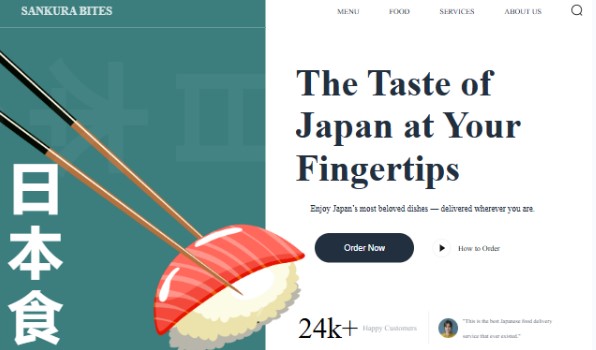 SANKURA BITES
MENU FOOD SERVICES ABOUT US
The Taste of
Japan at Your
Fingertips
Enjoy Japan's most beloved dishes — delivered wherever you are.
Order Now
How to Order
24k+ Happy Customers
"This is the best Japanese food delivery
service that ever existed."
日本
日本食